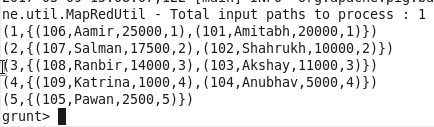 ne.util.MapRedUtil - Total input paths to process : 1
(1,{(106,Aamir,25000,1),(101,Amitabh,20000,1)})
(2,{(107,Salman,17500,2),(102,Shahrukh,10000,2)})
(3,{(108,Ranbir,14000,3),(103,Akshay,11000,3)})
(4,{(109,Katrina,1000,4),(104,Anubhav,5000,4)})
(5,{(105,Pawan,2500,5)})
grunt>